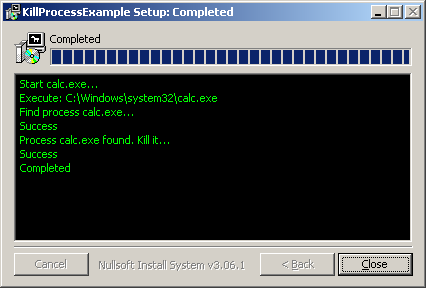 KillProcessExample Setup: Completed
Completed
Start calc.exe...
Execute: C:\Windows\system32\calc.exe
Find process calc.exe...
Success
Process calc.exe found. Kill it...
Success
Completed
Cancel
Nullsoft Install System v3.06.1
< Back
Close